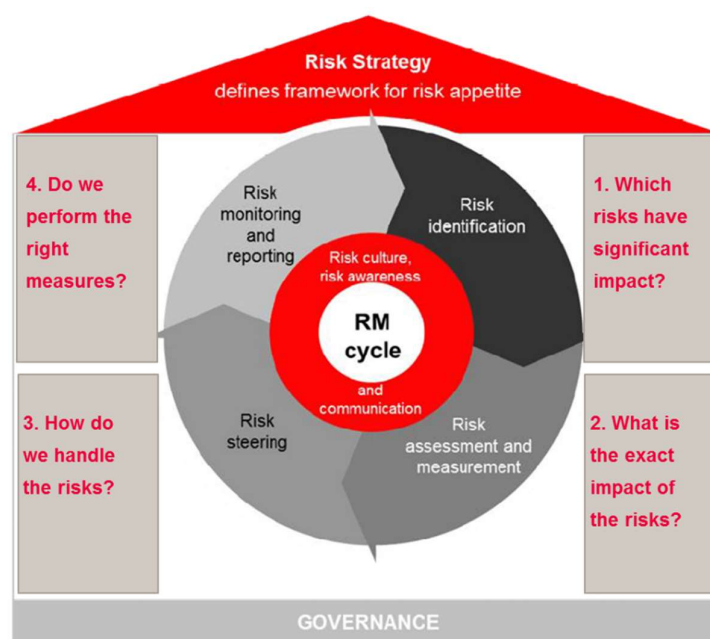 Risk Strategy
defines framework for risk appetite
4. Do we
perform the
right
measures?
Risk
monitoring
and
reporting
Risk
identification
1. Which
risks have
significant
impact?
Risk culture,
risk awareness
RM
cycle
and
communication
3. How do
we handle
the risks?
Risk
steering
Risk
assessment and
measurement
2. What is
the exact
impact of
the risks?
GOVERNANCE